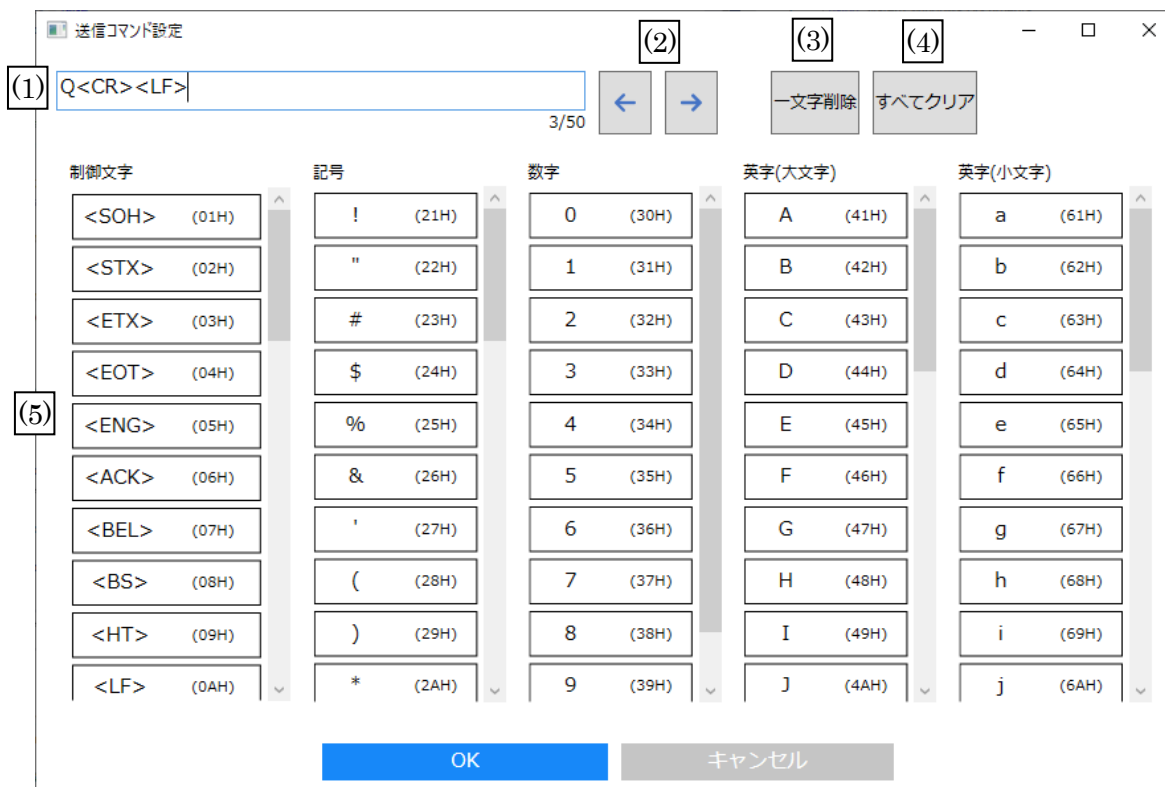 送信コマンド設定
(2)
(3)
(4)
(1)
Q<CR><LF>
← →
一文字削除
すべてクリア
3/50
制御文字 記号 数字 英字(大文字) 英字(小文字)
<SOH> (01H) ! (21H) 0 (30H) A (41H) a (61H)
<STX> (02H) " (22H) 1 (31H) B (42H) b (62H)
<ETX> (03H) # (23H) 2 (32H) C (43H) c (63H)
<EOT> (04H) $ (24H) 3 (33H) D (44H) d (64H)
(5)
<ENG> (05H) % (25H) 4 (34H) E (45H) e (65H)
<ACK> (06H) & (26H) 5 (35H) F (46H) f (66H)
<BEL> (07H) ' (27H) 6 (36H) G (47H) g (67H)
<BS> (08H) ( (28H) 7 (37H) H (48H) h (68H)
<HT> (09H) ) (29H) 8 (38H) I (49H) i (69H)
<LF> (0AH) * (2AH) 9 (39H) J (4AH) j (6AH)
OK キャンセル